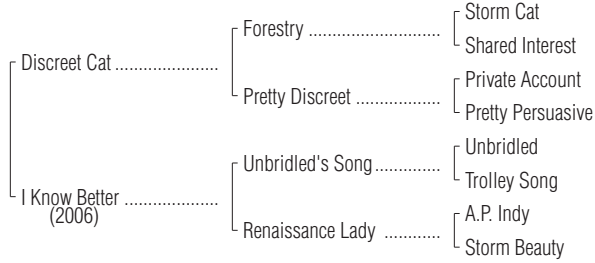 Storm Cat
Forestry
Shared Interest
Discreet Cat
Private Account
Pretty Discreet
Pretty Persuasive
Unbridled
Unbridled's Song
Trolley Song
I Know Better
(2006)
A.P. Indy
Renaissance Lady
Storm Beauty